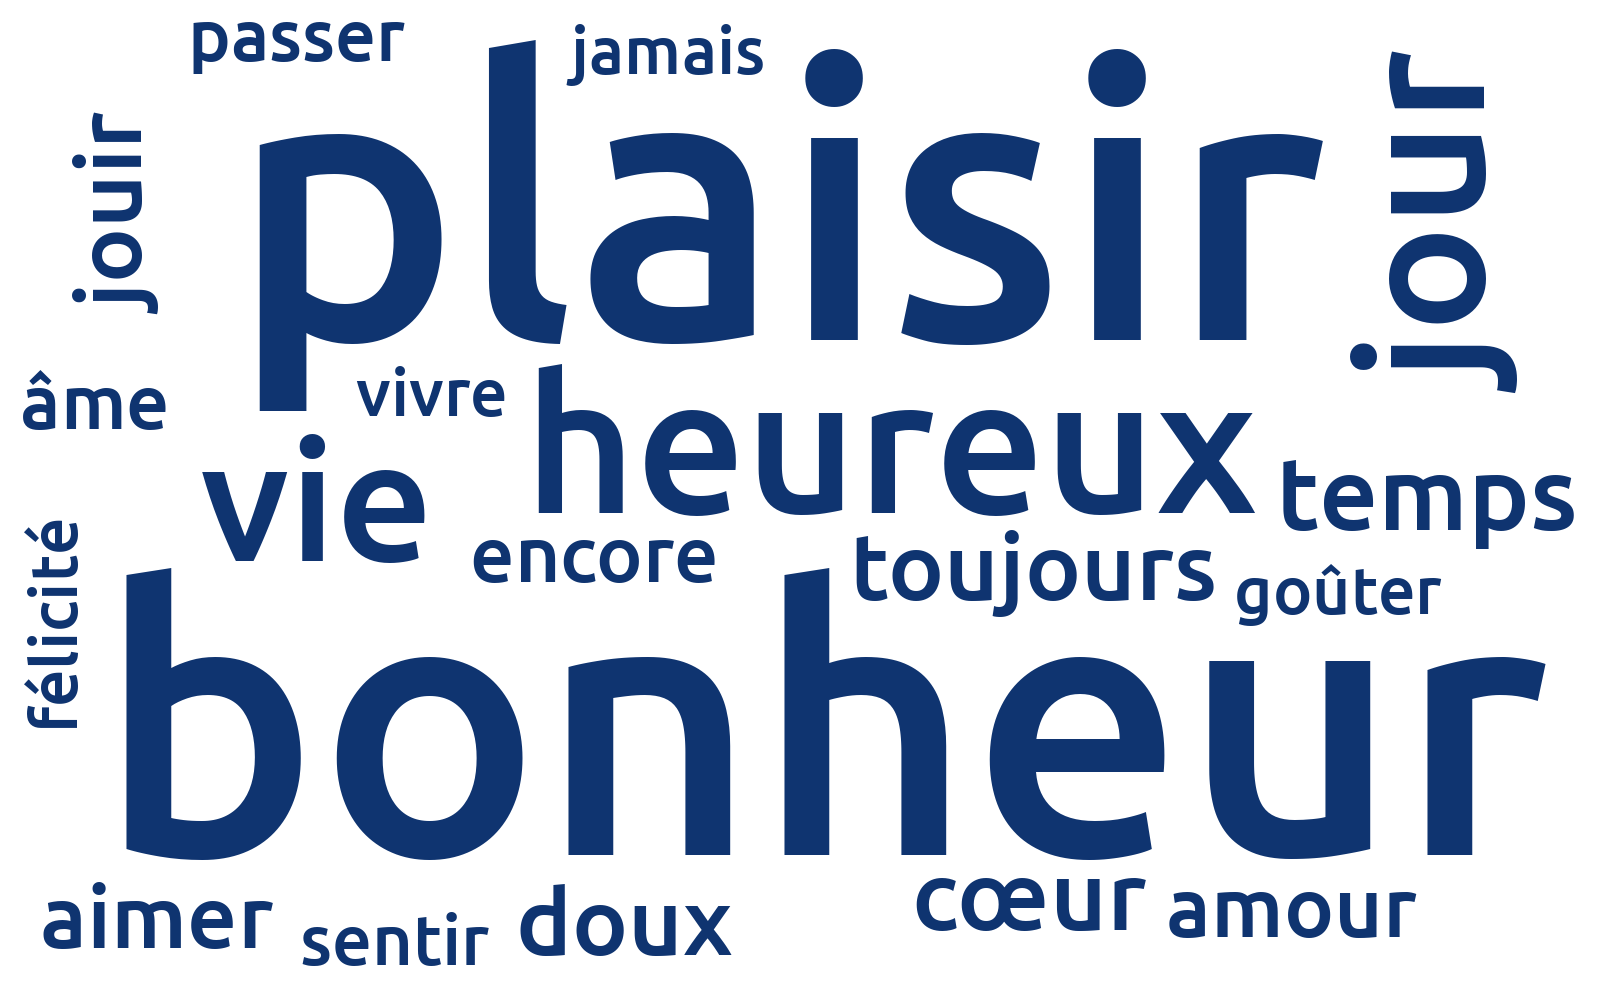 passer
jamais
plaisir
jour
jouir
âme
vivre
heureux
vie
temps
encore
toujours
goûter
félicité
bonheur
aimer
sentir
doux
cœur
amour